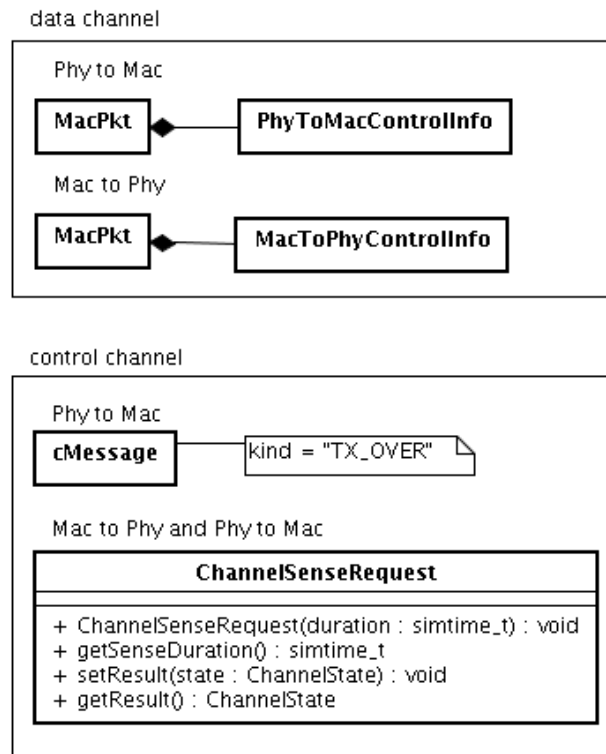 data channel
Phy to Mac
MacPkt
PhyToMacControlInfo
Mac to Phy
MacPkt
MacToPhyControlInfo
control channel
Phy to Mac
cMessage
kind = "TX_OVER"
Mac to Phy and Phy to Mac
ChannelSenseRequest
+ ChannelSenseRequest(duration : simtime_t) : void
+ getSenseDuration() : simtime_t
+ setResult(state : ChannelState) : void
+ getResult() : ChannelState